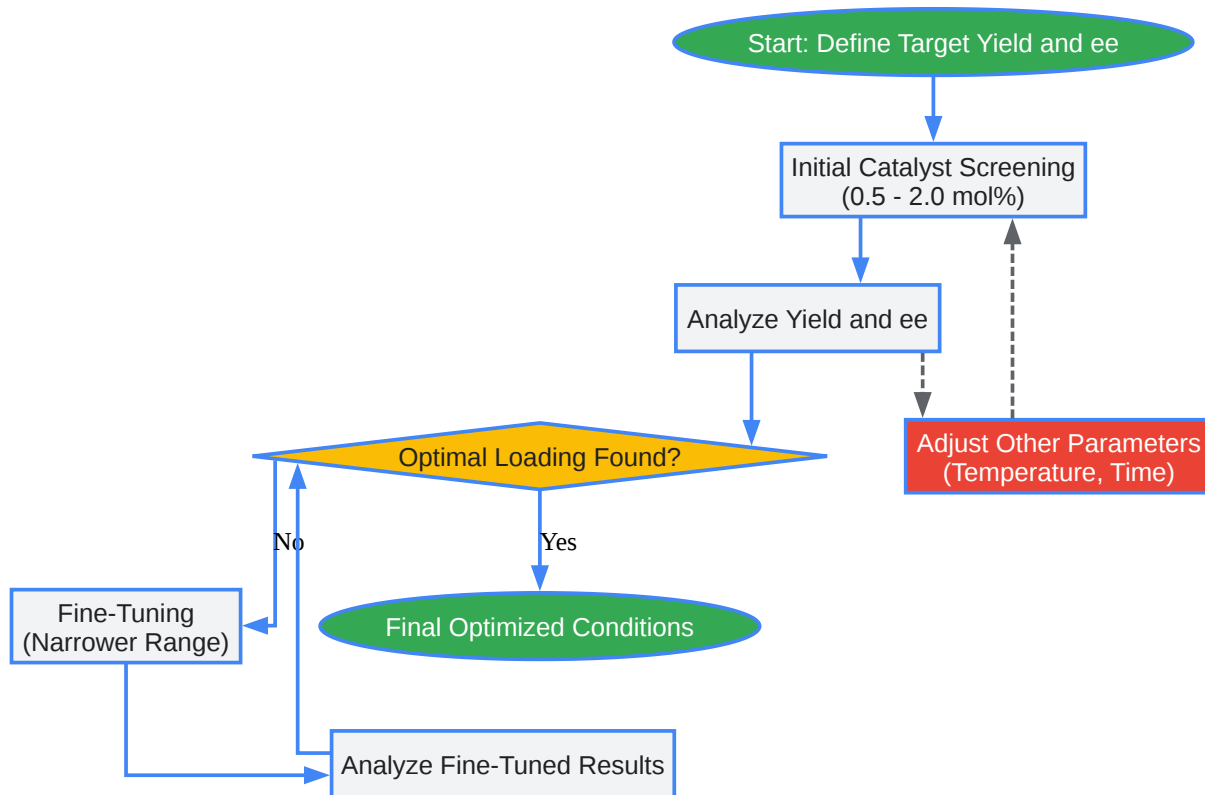 Start: Define Target Yield and ee
Initial Catalyst Screening
(0.5 - 2.0 mol%)
Analyze Yield and ee
Adjust Other Parameters
(Temperature, Time)
Optimal Loading Found?
No
Yes
Fine-Tuning
(Narrower Range)
Final Optimized Conditions
Analyze Fine-Tuned Results